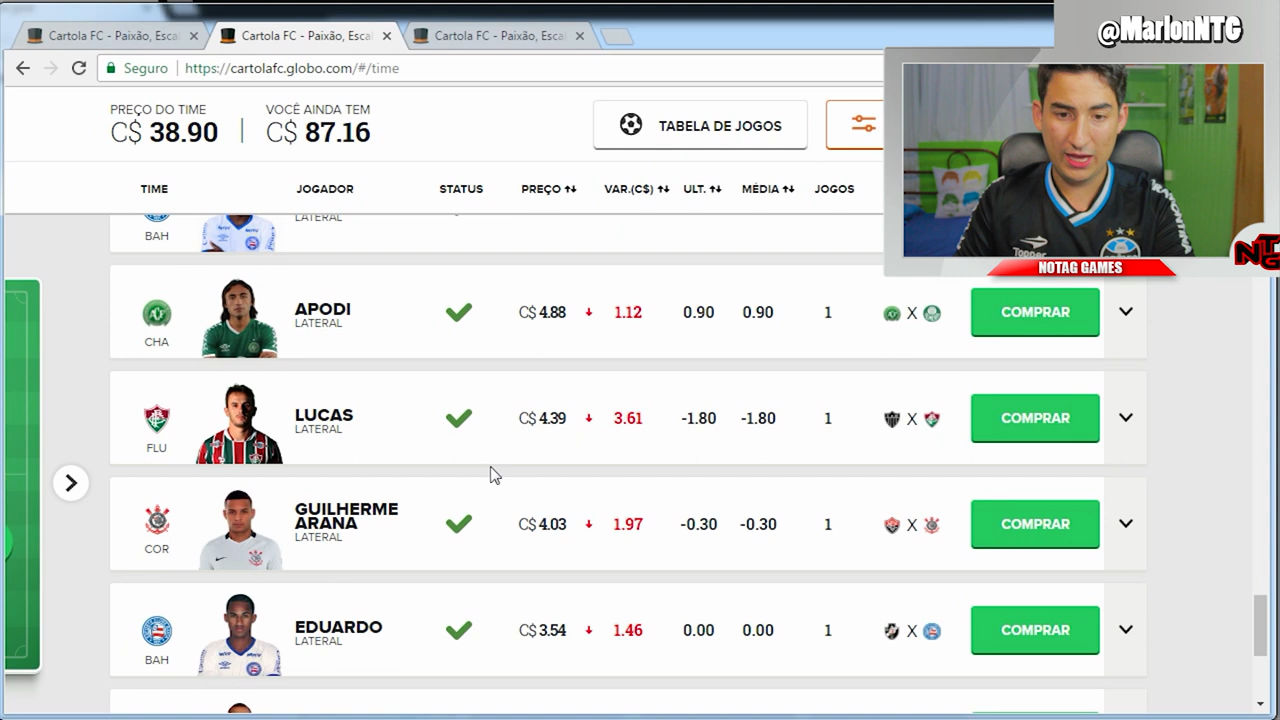 @MarlonNTG
Cartola FC - Paixão, Escal
Cartola FC - Paixão, Escal
Cartola FC - Paixão, Escal
Seguro
https://cartolafc.globo.com/#/time
PREÇO DO TIME
C$ 38.90
VOCÊ AINDA TEM
C$ 87.16
TABELA DE JOGOS
TIME JOGADOR STATUS PREÇO VAR.(C$) ULT. MÉDIA JOGOS
Topper
NTG
NOTAG GAMES
BAH
LATERAL
CHA
APODI
LATERAL
C$ 4.88 1.12 0.90 0.90 1 X
COMPRAR
FLU
LUCAS
LATERAL
C$ 4.39 3.61 -1.80 -1.80 1 X
COMPRAR
COR
GUILHERME
ARANA
LATERAL
C$ 4.03 1.97 -0.30 -0.30 1 X
COMPRAR
BAH
EDUARDO
LATERAL
C$ 3.54 1.46 0.00 0.00 1 X
COMPRAR